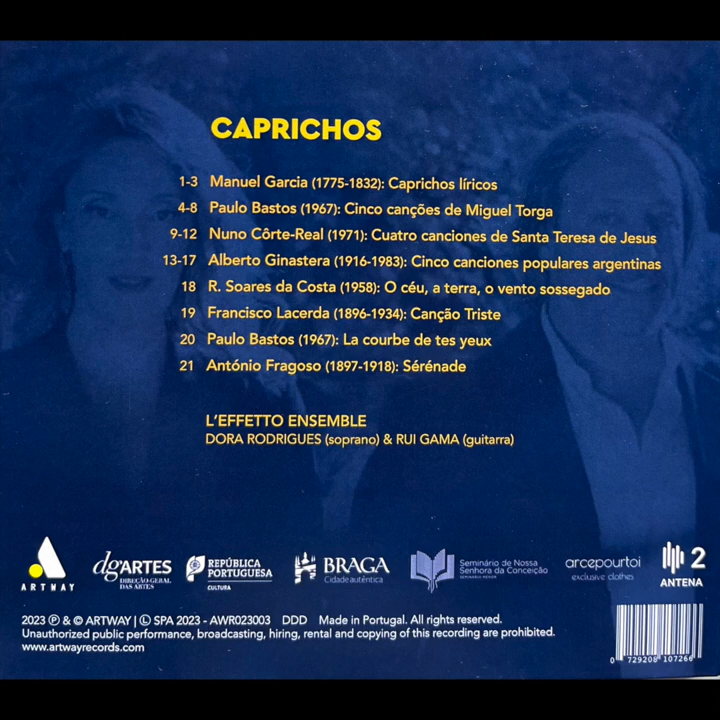 CAPRICHOS
1-3 Manuel Garcia (1775-1832): Caprichos líricos
4-8 Paulo Bastos (1967): Cinco canções de Miguel Torga
9-12 Nuno Côrte-Real (1971): Cuatro canciones de Santa Teresa de Jesus
13-17 Alberto Ginastera (1916-1983): Cinco canciones populares argentinas
18 R. Soares da Costa (1958): O céu, a terra, o vento sossegado
19 Francisco Lacerda (1896-1934): Canção Triste
20 Paulo Bastos (1967): La courbe de tes yeux
21 António Fragoso (1897-1918): Sérénade
L'EFFETTO ENSEMBLE
DORA RODRIGUES (soprano) & RUI GAMA (guitarra)
ARTWAY
dgARTES
DIREÇÃO-GERAL
DAS ARTES
REPÚBLICA
PORTUGUESA
CULTURA
BRAGA
Cidade autêntica
Seminário de Nossa
Senhora da Conceição
SEMINÁRIO MENOR
arcepourtoi
exclusive clothes
2
ANTENA
2023 Ⓟ & © ARTWAY | Ⓛ SPA 2023 - AWR023003 DDD Made in Portugal. All rights reserved.
Unauthorized public performance, broadcasting, hiring, rental and copying of this recording are prohibited.
www.artwayrecords.com
0 729208 107266